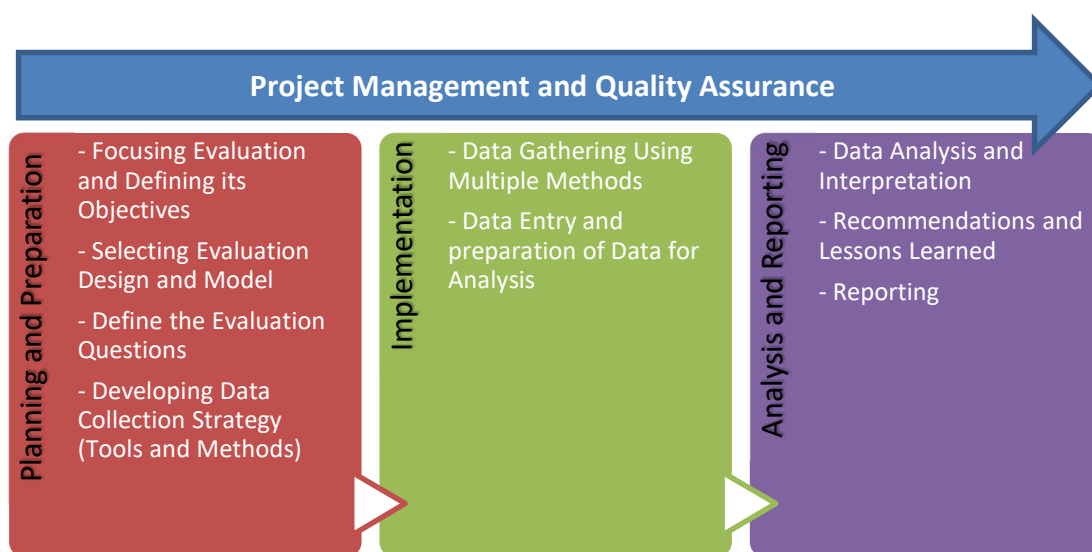 Project Management and Quality Assurance
Planning and Preparation
- Focusing Evaluation
and Defining its
Objectives
- Selecting Evaluation
Design and Model
- Define the Evaluation
Questions
- Developing Data
Collection Strategy
(Tools and Methods)
Implementation
- Data Gathering Using
Multiple Methods
- Data Entry and
preparation of Data for
Analysis
Analysis and Reporting
- Data Analysis and
Interpretation
- Recommendations and
Lessons Learned
- Reporting